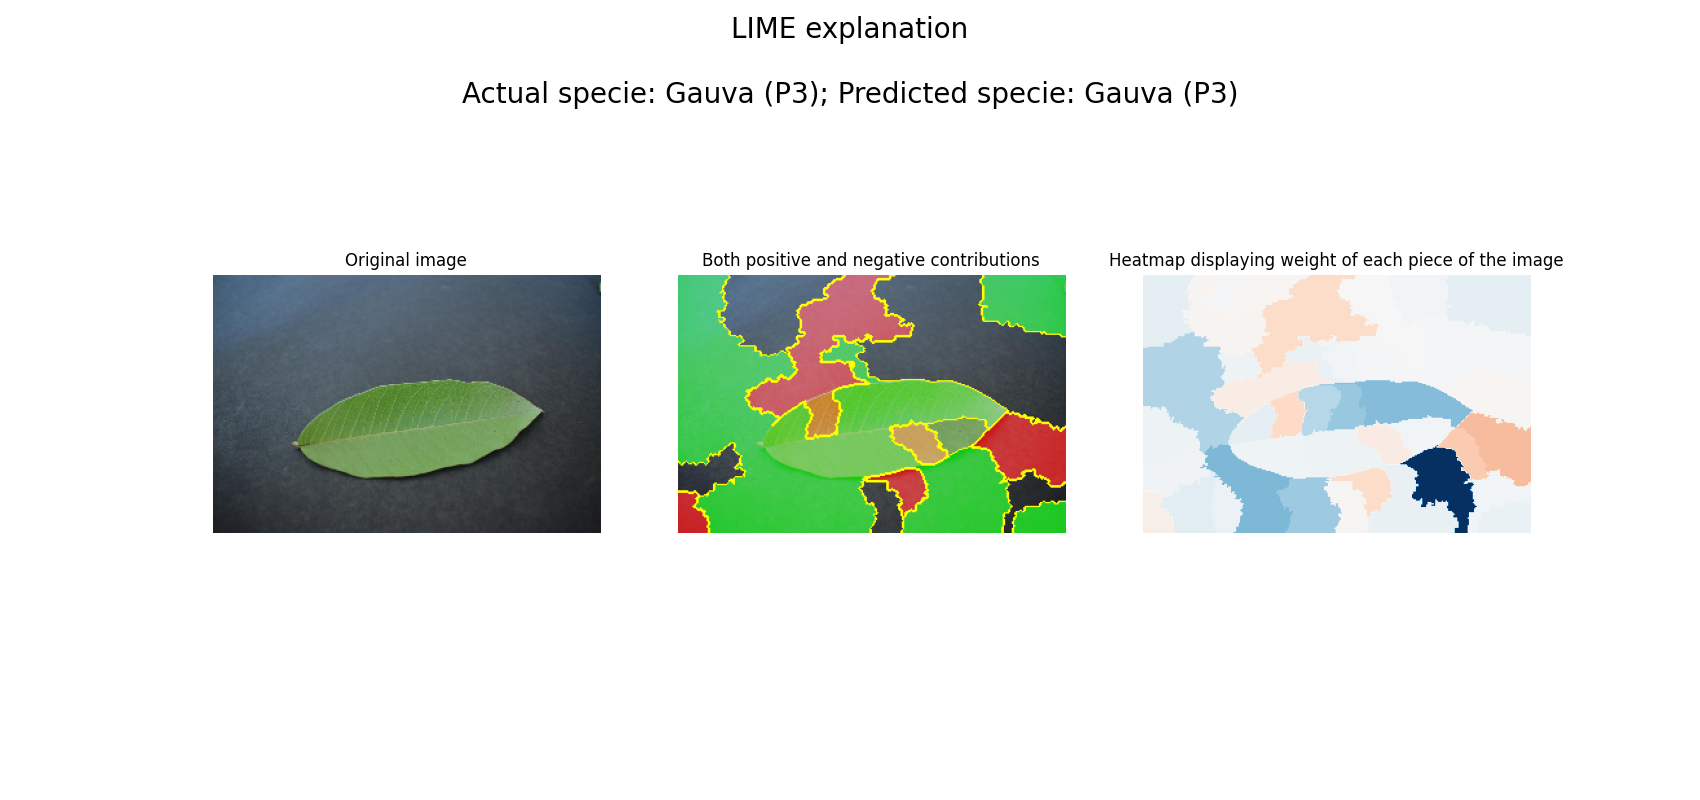 LIME explanation
Actual specie: Gauva (P3); Predicted specie: Gauva (P3)
Original image
Both positive and negative contributions
Heatmap displaying weight of each piece of the image